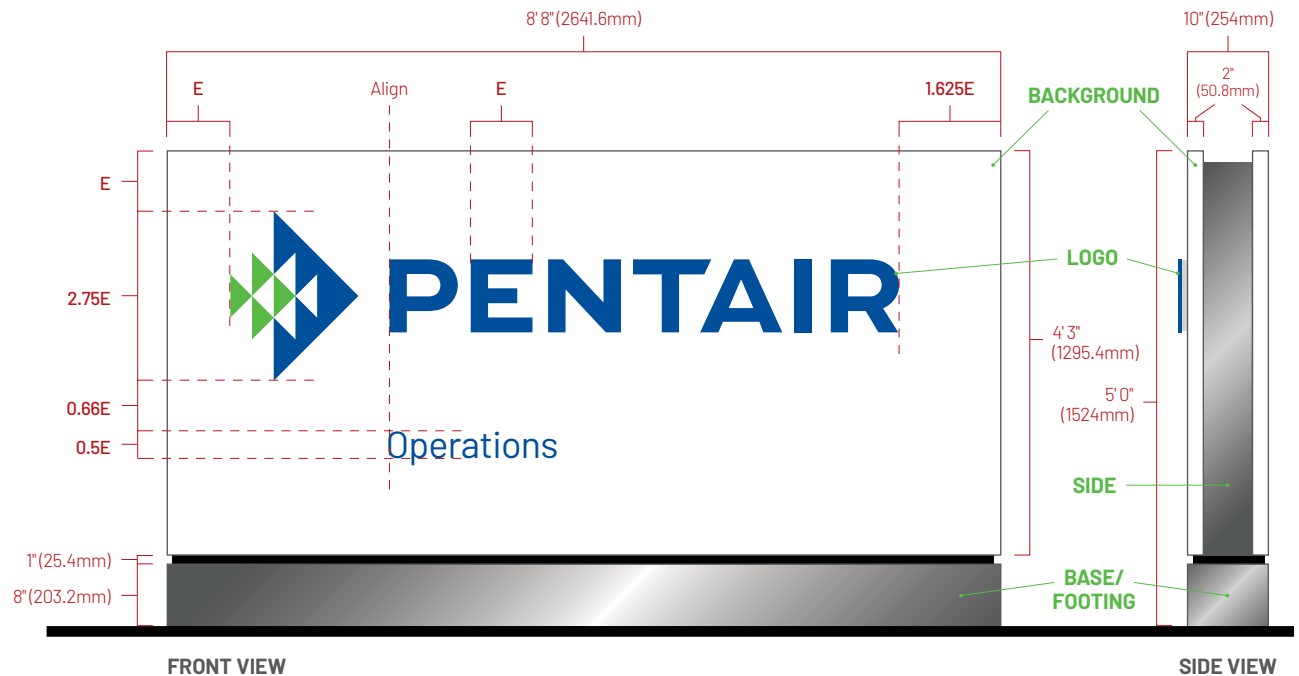 8' 8" (2641.6mm)
10" (254mm)
E
Align
E
1.625E
2"
(50.8mm)
BACKGROUND
E
PENTAIR
LOGO
2.75E
4' 3"
(1295.4mm)
5' 0"
(1524mm)
0.66E
0.5E
Operations
SIDE
1" (25.4mm)
8" (203.2mm)
BASE/
FOOTING
FRONT VIEW
SIDE VIEW